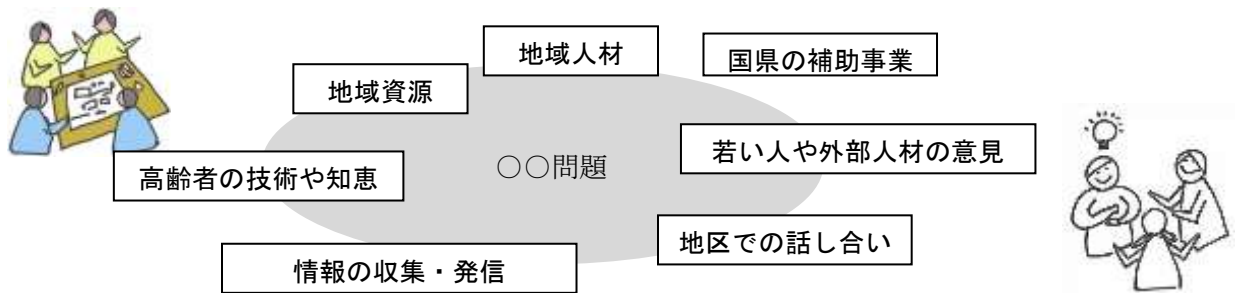 地域人材
国県の補助事業
地域資源
若い人や外部人材の意見
○○問題
高齢者の技術や知恵
地区での話し合い
情報の収集・発信